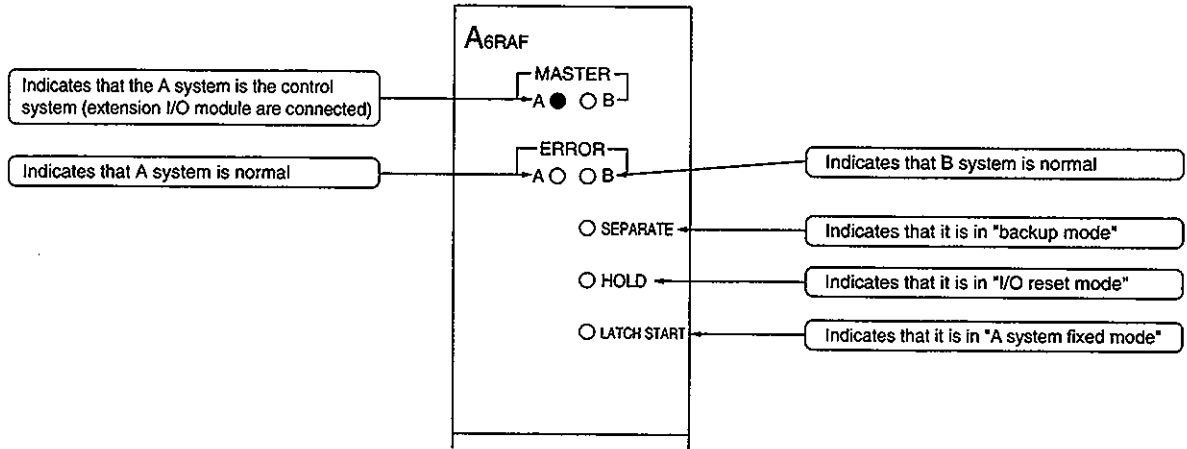 A6RAF
MASTER
A B
Indicates that the A system is the control
system (extension I/O module are connected)
ERROR
A B
Indicates that A system is normal
Indicates that B system is normal
SEPARATE
Indicates that it is in "backup mode"
HOLD
Indicates that it is in "I/O reset mode"
LATCH START
Indicates that it is in "A system fixed mode"